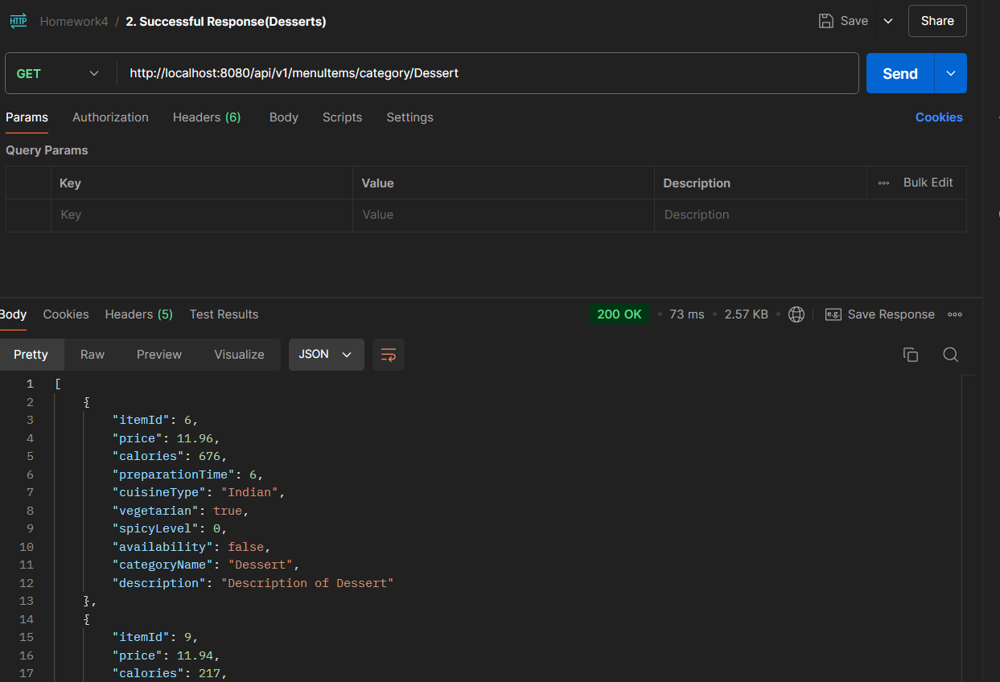 HTTP Homework4 / 2. Successful Response(Desserts) Save Share
GET http://localhost:8080/api/v1/menuItems/category/Dessert Send
Params Authorization Headers (6) Body Scripts Settings Cookies
Query Params
Key Value Description Bulk Edit
Key Value Description
Body Cookies Headers (5) Test Results 200 OK • 73 ms • 2.57 KB • e.g. Save Response
Pretty Raw Preview Visualize JSON
1 [
2 {
3 "itemId": 6,
4 "price": 11.96,
5 "calories": 676,
6 "preparationTime": 6,
7 "cuisineType": "Indian",
8 "vegetarian": true,
9 "spicyLevel": 0,
10 "availability": false,
11 "categoryName": "Dessert",
12 "description": "Description of Dessert"
13 },
14 {
15 "itemId": 9,
16 "price": 11.94,
17 "calories": 217,